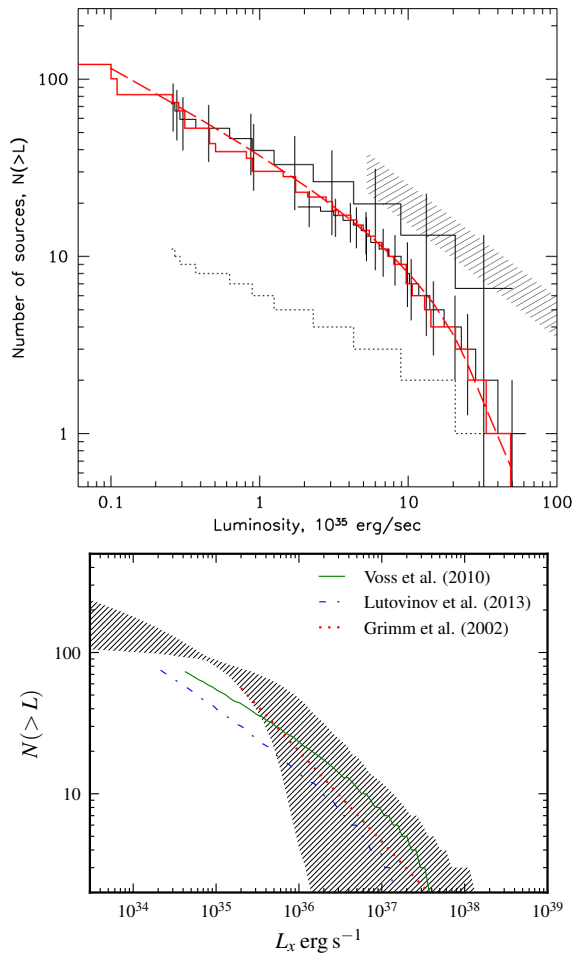 Number of sources, N(>L)
100
10
1
0.1
1
10
100
Luminosity, 10³⁵ erg/sec
N(> L)
100
10
Voss et al. (2010)
Lutovinov et al. (2013)
Grimm et al. (2002)
10³⁴
10³⁵
10³⁶
10³⁷
10³⁸
10³⁹
Lₓ erg s⁻¹